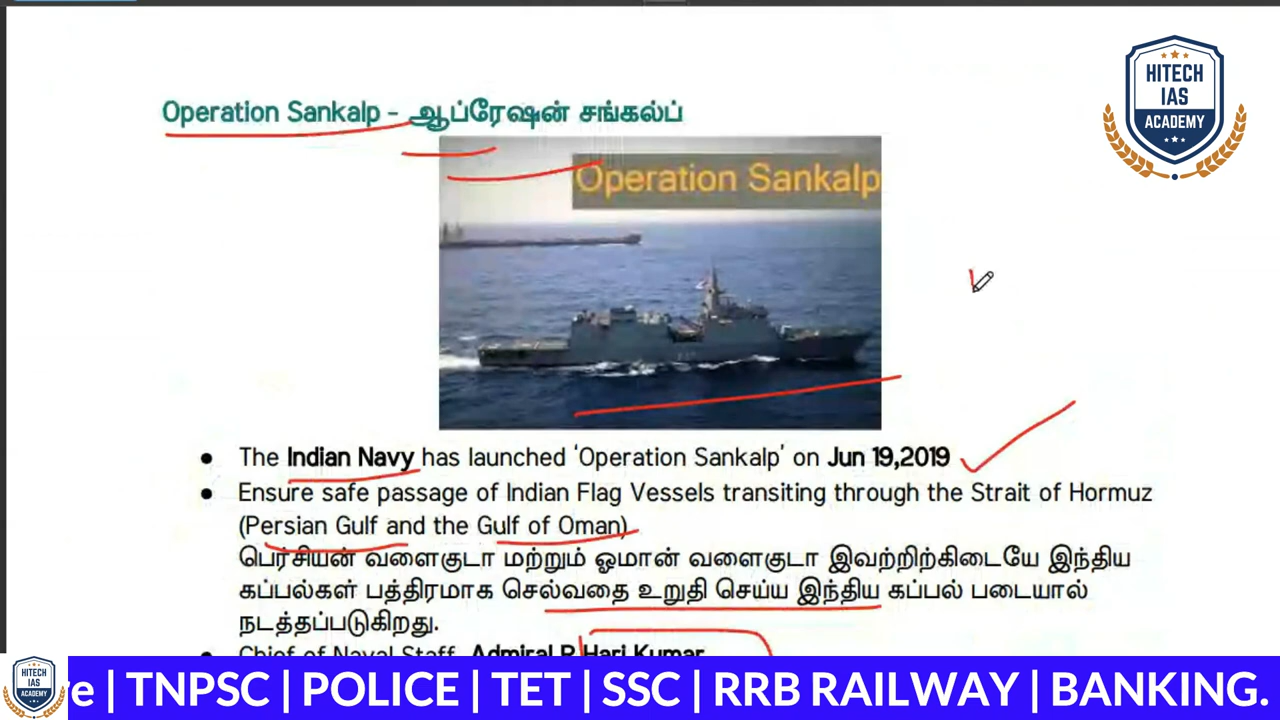 HITECH
IAS
ACADEMY
Operation Sankalp - ஆப்ரேஷன் சங்கல்ப்
Operation Sankalp
The Indian Navy has launched ‘Operation Sankalp’ on Jun 19,2019
Ensure safe passage of Indian Flag Vessels transiting through the Strait of Hormuz
(Persian Gulf and the Gulf of Oman)
பெர்சியன் வளைகுடா மற்றும் ஓமான் வளைகுடா இவற்றிற்கிடையே இந்திய
கப்பல்கள் பத்திரமாக செல்வதை உறுதி செய்ய இந்திய கப்பல் படையால்
நடத்தப்படுகிறது.
Chief of Naval Staff Admiral R Hari Kumar
HITECH
IAS
ACADEMY
e | TNPSC | POLICE | TET | SSC | RRB RAILWAY | BANKING.